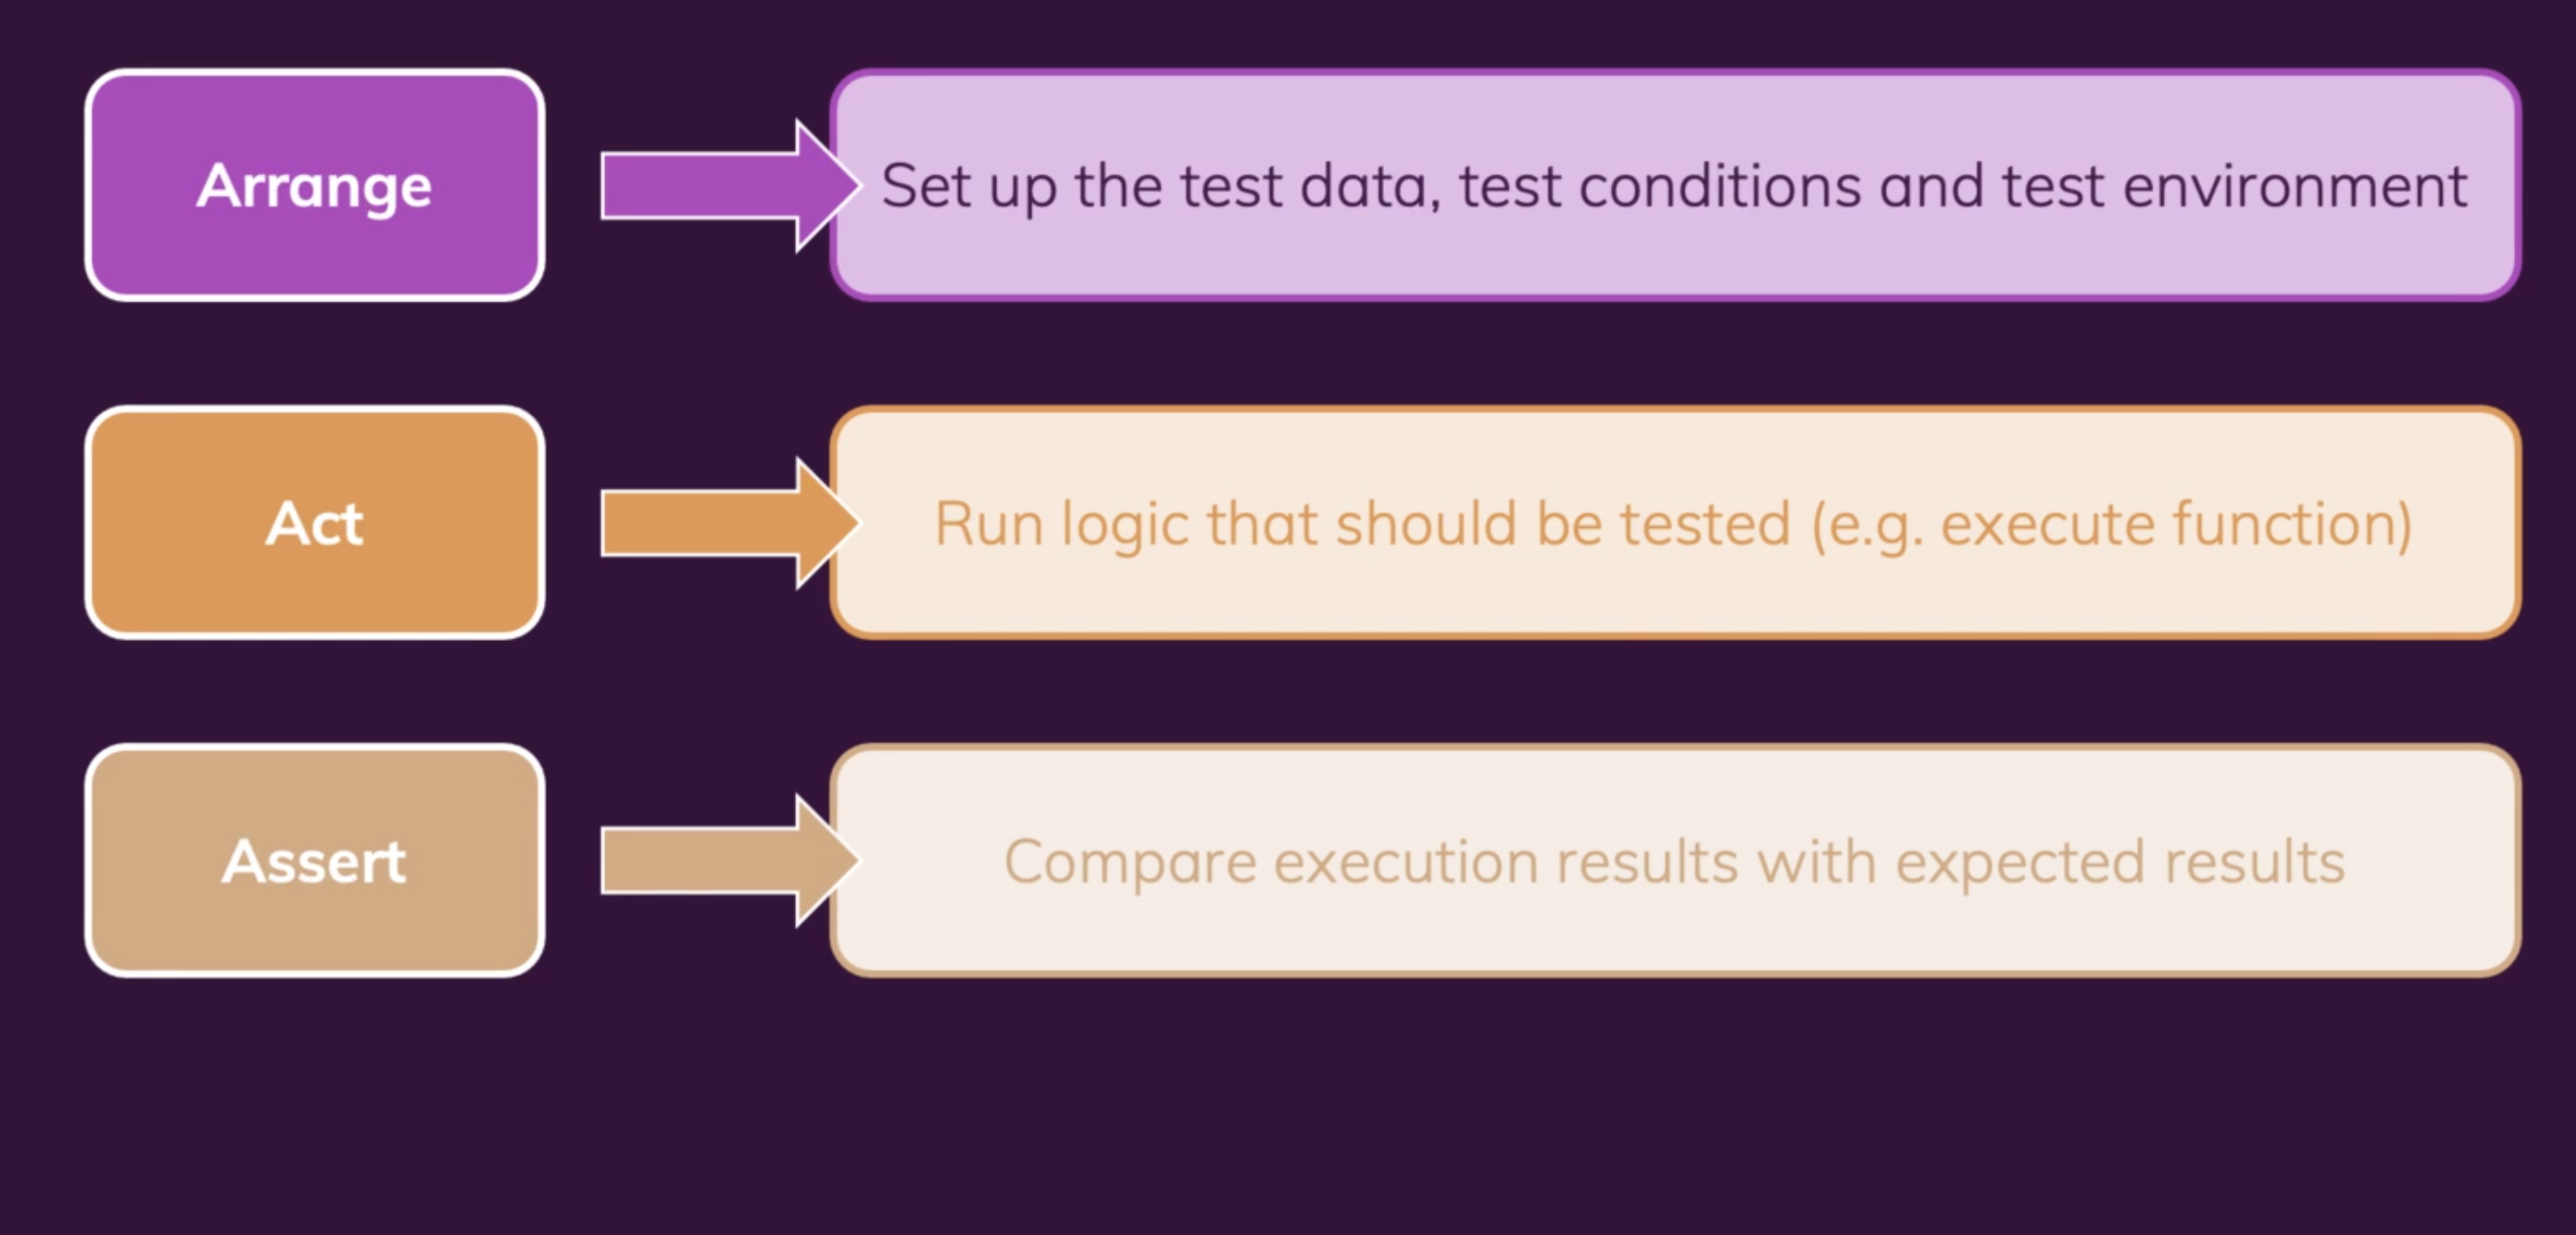 Arrange
Set up the test data, test conditions and test environment
Act
Run logic that should be tested (e.g. execute function)
Assert
Compare execution results with expected results